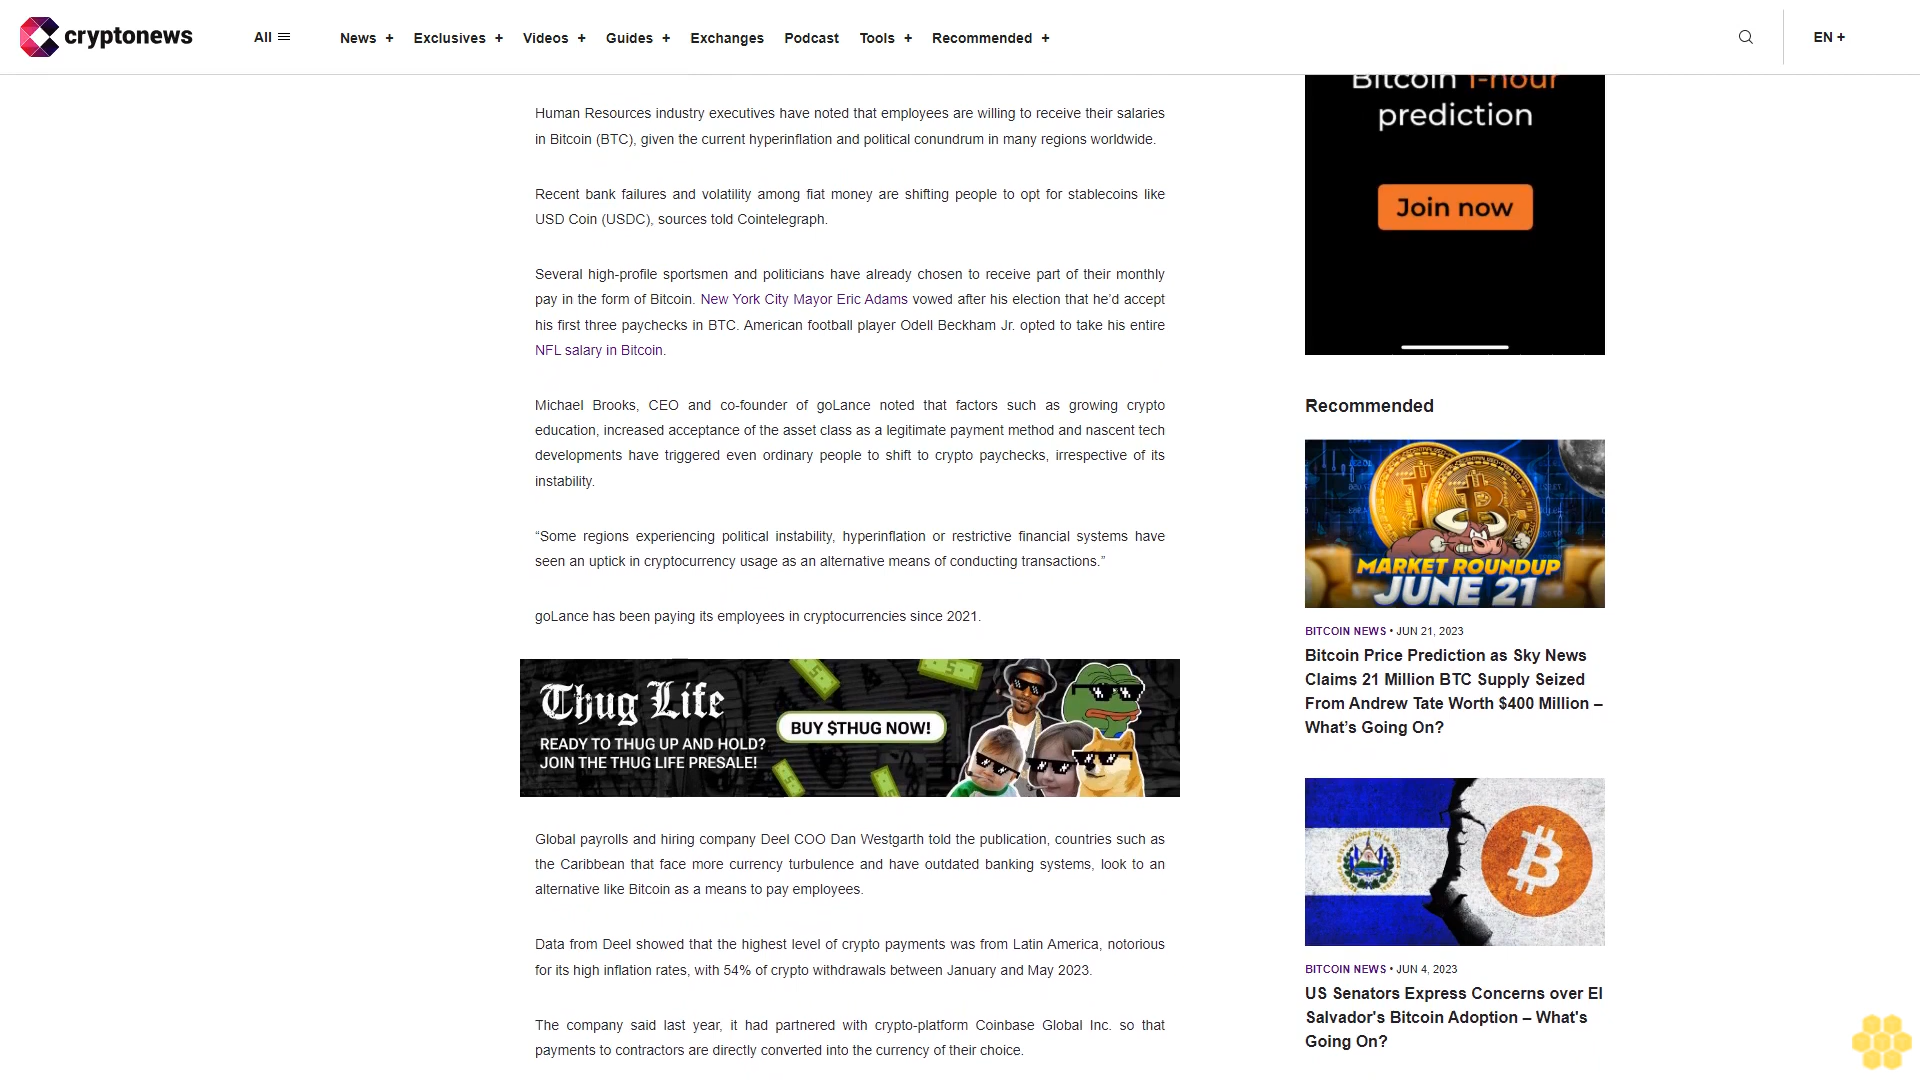 cryptonews
All
News +
Exclusives +
Videos +
Guides +
Exchanges
Podcast
Tools +
Recommended +
EN +
Human Resources industry executives have noted that employees are willing to receive their salaries
in Bitcoin (BTC), given the current hyperinflation and political conundrum in many regions worldwide.
Recent bank failures and volatility among fiat money are shifting people to opt for stablecoins like
USD Coin (USDC), sources told Cointelegraph.
Several high-profile sportsmen and politicians have already chosen to receive part of their monthly
pay in the form of Bitcoin. New York City Mayor Eric Adams vowed after his election that he’d accept
his first three paychecks in BTC. American football player Odell Beckham Jr. opted to take his entire
NFL salary in Bitcoin.
Michael Brooks, CEO and co-founder of goLance noted that factors such as growing crypto
education, increased acceptance of the asset class as a legitimate payment method and nascent tech
developments have triggered even ordinary people to shift to crypto paychecks, irrespective of its
instability.
“Some regions experiencing political instability, hyperinflation or restrictive financial systems have
seen an uptick in cryptocurrency usage as an alternative means of conducting transactions.”
goLance has been paying its employees in cryptocurrencies since 2021.
Thug Life
READY TO THUG UP AND HOLD?
JOIN THE THUG LIFE PRESALE!
BUY $THUG NOW!
Global payrolls and hiring company Deel COO Dan Westgarth told the publication, countries such as
the Caribbean that face more currency turbulence and have outdated banking systems, look to an
alternative like Bitcoin as a means to pay employees.
Data from Deel showed that the highest level of crypto payments was from Latin America, notorious
for its high inflation rates, with 54% of crypto withdrawals between January and May 2023.
The company said last year, it had partnered with crypto-platform Coinbase Global Inc. so that
payments to contractors are directly converted into the currency of their choice.
Bitcoin 1-hour
prediction
Join now
Recommended
MARKET ROUNDUP
JUNE 21
BITCOIN NEWS • JUN 21, 2023
Bitcoin Price Prediction as Sky News
Claims 21 Million BTC Supply Seized
From Andrew Tate Worth $400 Million –
What’s Going On?
BITCOIN NEWS • JUN 4, 2023
US Senators Express Concerns over El
Salvador's Bitcoin Adoption – What's
Going On?